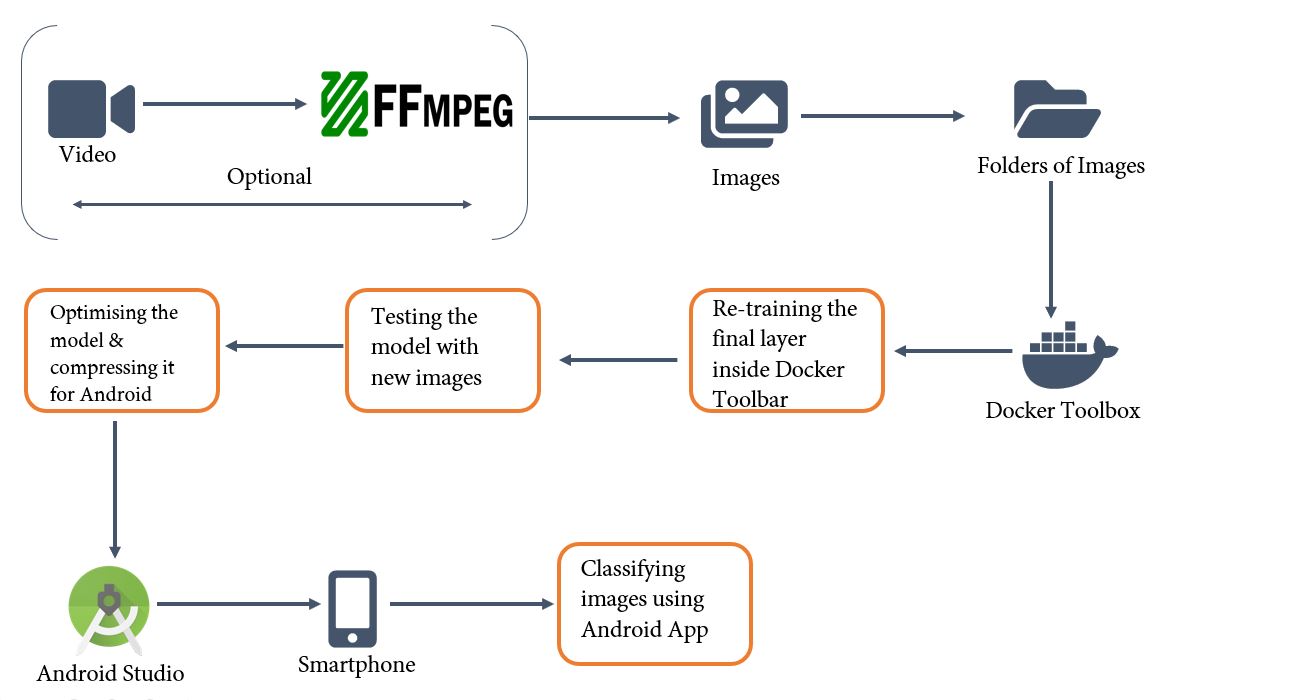 FFMPEG
Video
Optional
Images
Folders of Images
Re-training the
final layer
inside Docker
Toolbar
Docker Toolbox
Testing the
model with
new images
Optimising the
model &
compressing it
for Android
Android Studio
Smartphone
Classifying
images using
Android App